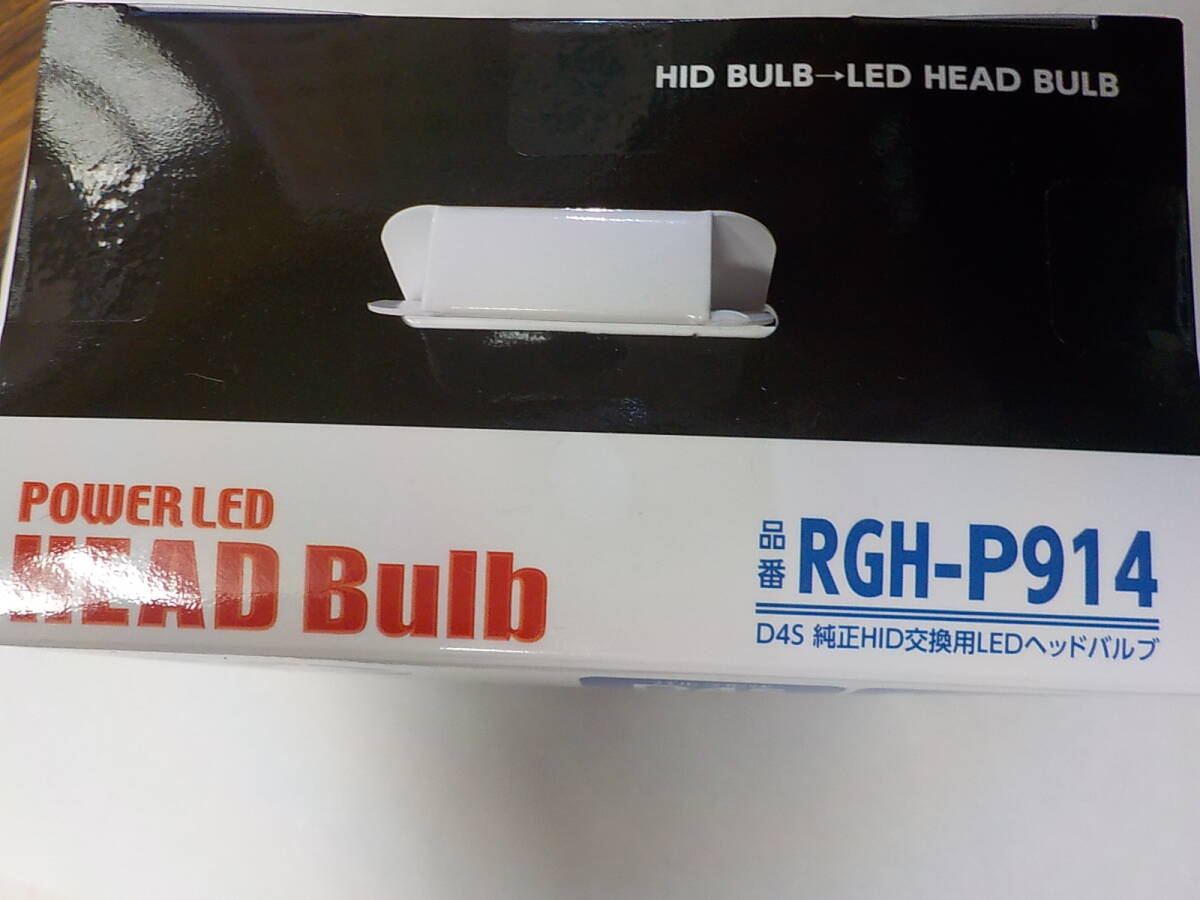 HID BULB→LED HEAD BULB
POWER LED
HEAD Bulb
品番 RGH-P914
D4S 純正HID交換用LEDヘッドバルブ